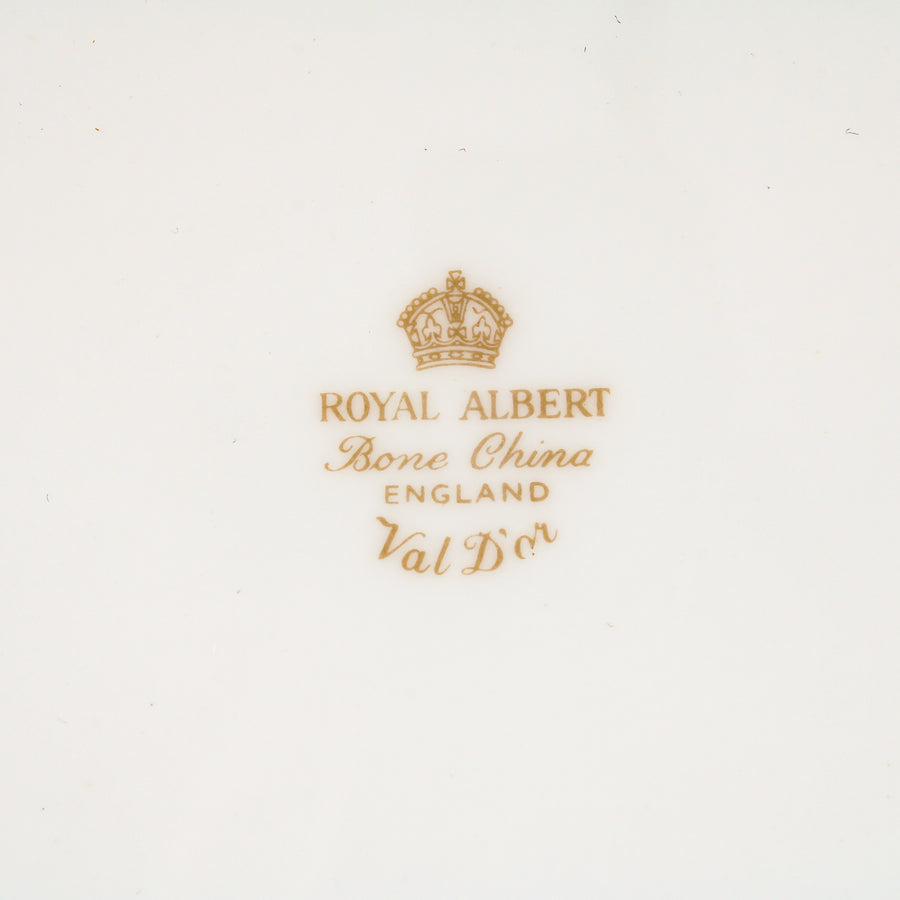 ROYAL ALBERT
Bone China
ENGLAND
Val D'or